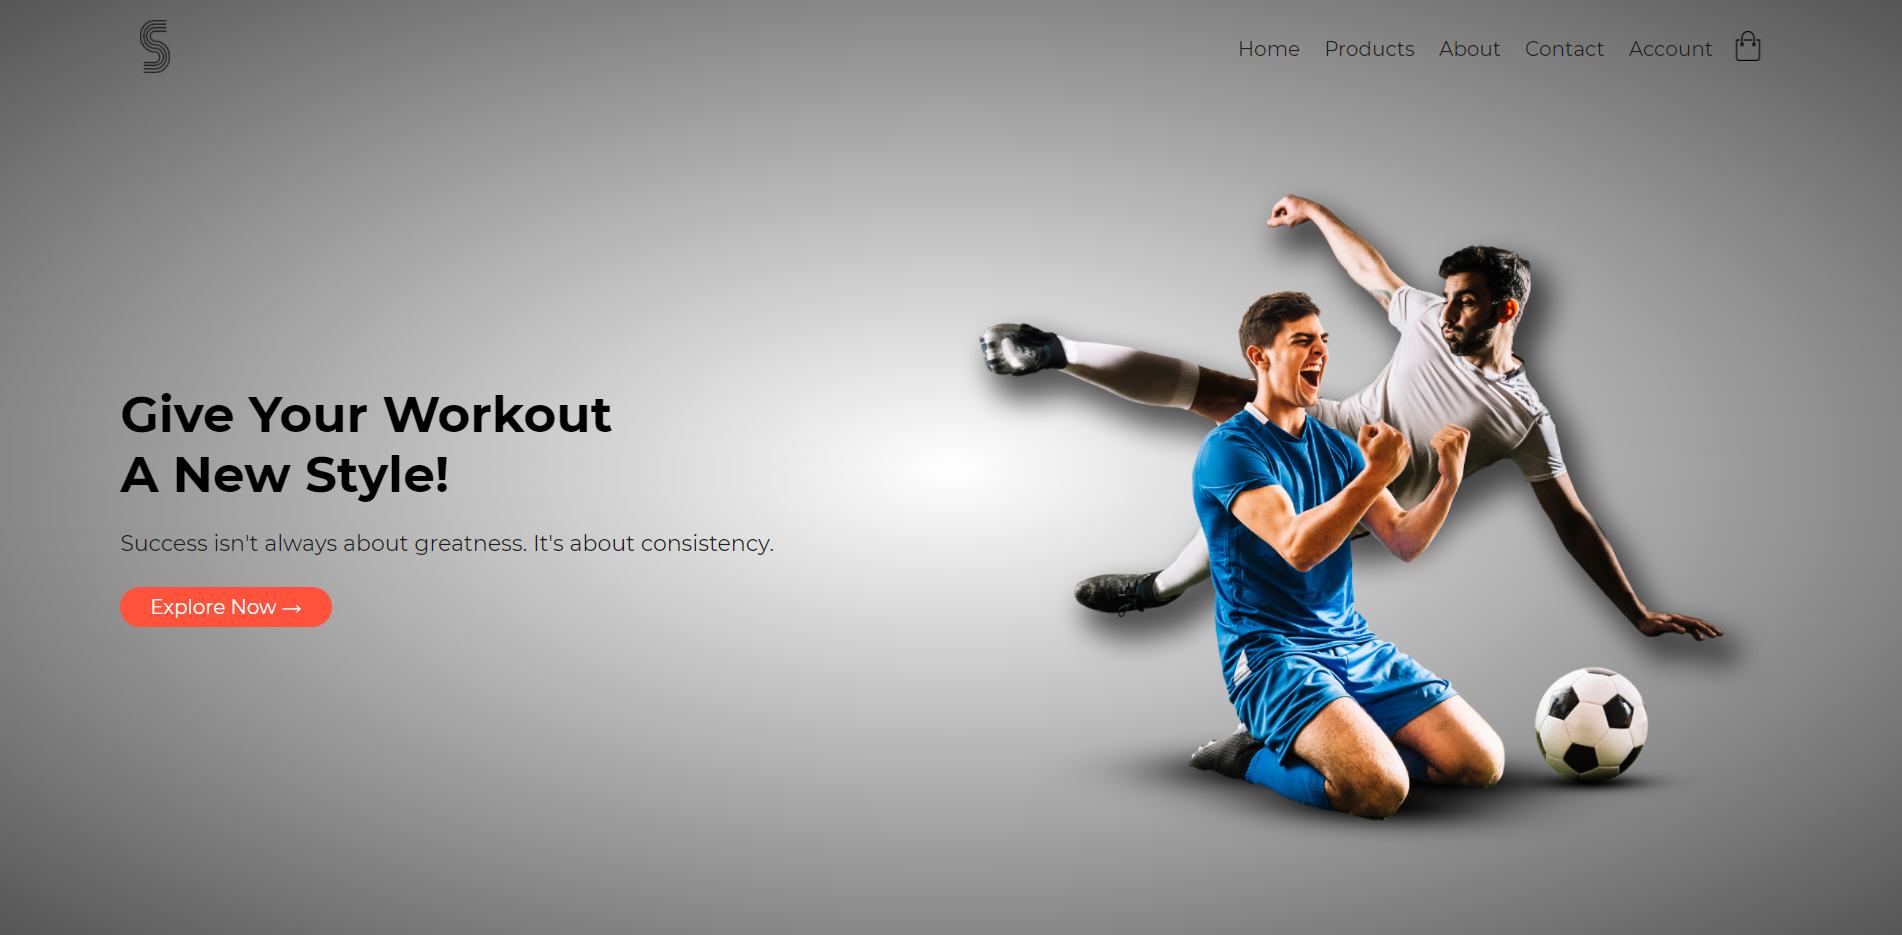 S
Home Products About Contact Account
Give Your Workout
A New Style!
Success isn't always about greatness. It's about consistency.
Explore Now →